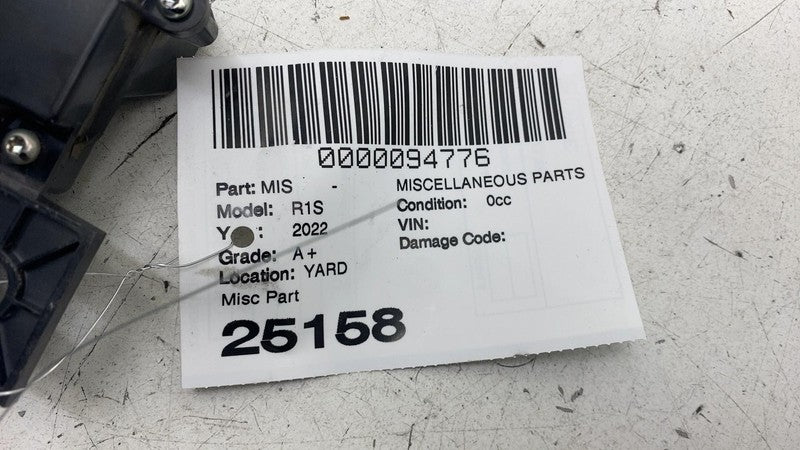 0000094776
Part: MIS - MISCELLANEOUS PARTS
Model: R1S Condition: 0cc
Y : 2022 VIN:
Grade: A+ Damage Code:
Location: YARD
Misc Part
25158